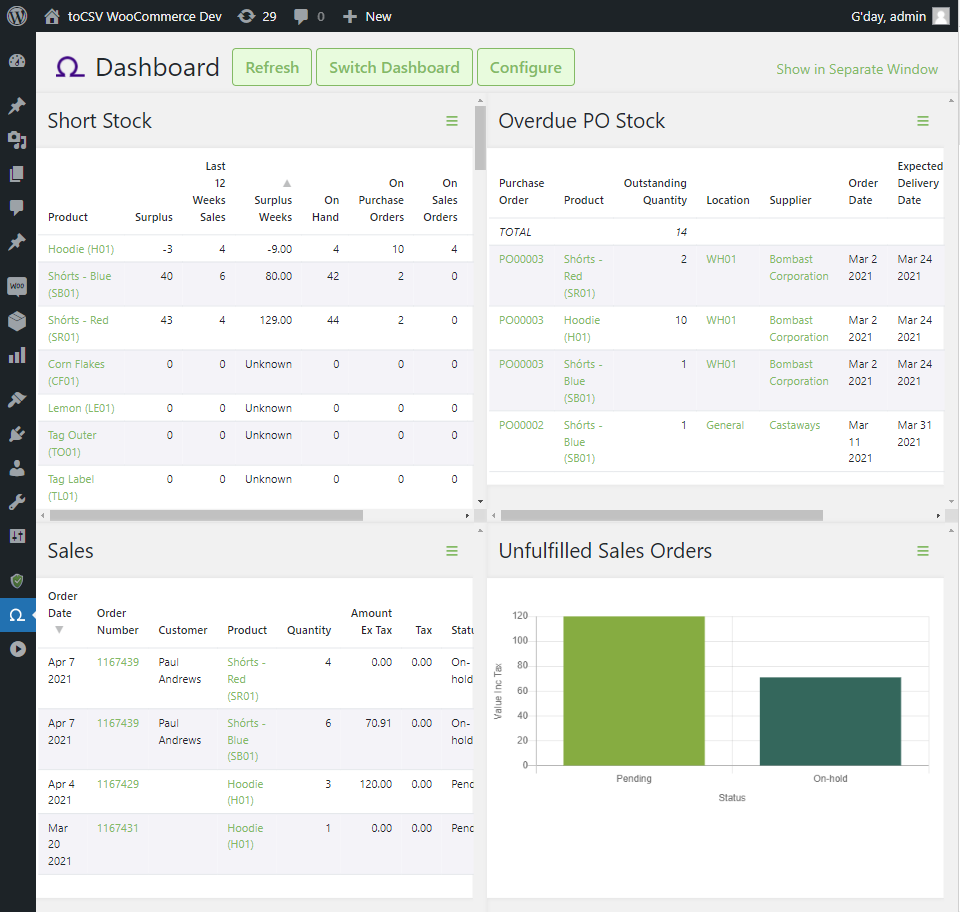 toCSV WooCommerce Dev 29 0 New G'day, admin
Dashboard Refresh Switch Dashboard Configure Show in Separate Window
Short Stock
Last
12
Weeks Surplus On On On
Product Surplus Sales Weeks Hand Purchase Orders Sales Orders
Hoodie (H01) -3 4 -9.00 4 10 4
Shórts - Blue 40 6 80.00 42 2 0
(SB01)
Shórts - Red 43 4 129.00 44 2 0
(SR01)
Corn Flakes 0 0 Unknown 0 0 0
(CF01)
Lemon (LE01) 0 0 Unknown 0 0 0
Tag Outer 0 0 Unknown 0 0 0
(TO01)
Tag Label 0 0 Unknown 0 0 0
(TL01)
Overdue PO Stock
Expected
Purchase Outstanding Order Delivery
Order Product Quantity Location Supplier Date Date
TOTAL 14
PO00003 Shórts - 2 WH01 Bombast Mar 2 Mar 24
Red Corporation 2021 2021
(SR01)
PO00003 Hoodie 10 WH01 Bombast Mar 2 Mar 24
(H01) Corporation 2021 2021
PO00003 Shórts - 1 WH01 Bombast Mar 2 Mar 24
Blue Corporation 2021 2021
(SB01)
PO00002 Shórts - 1 General Castaways Mar Mar 31
Blue 11 2021
(SB01) 2021
Sales
Order
Date Order Amount
Number Customer Product Quantity Ex Tax Tax Statu
Apr 7 1167439 Paul Shórts - 4 0.00 0.00 On-
2021 Andrews Red hold
(SR01)
Apr 7 1167439 Paul Shórts - 6 70.91 0.00 On-
2021 Andrews Blue hold
(SB01)
Apr 4 1167429 Hoodie 3 120.00 0.00 Pend
2021 (H01)
Mar 1167431 Hoodie 1 0.00 0.00 Pend
20 (H01)
2021
Unfulfilled Sales Orders
120
100
80
60
40
20
0
Value Inc Tax
Pending On-hold
Status